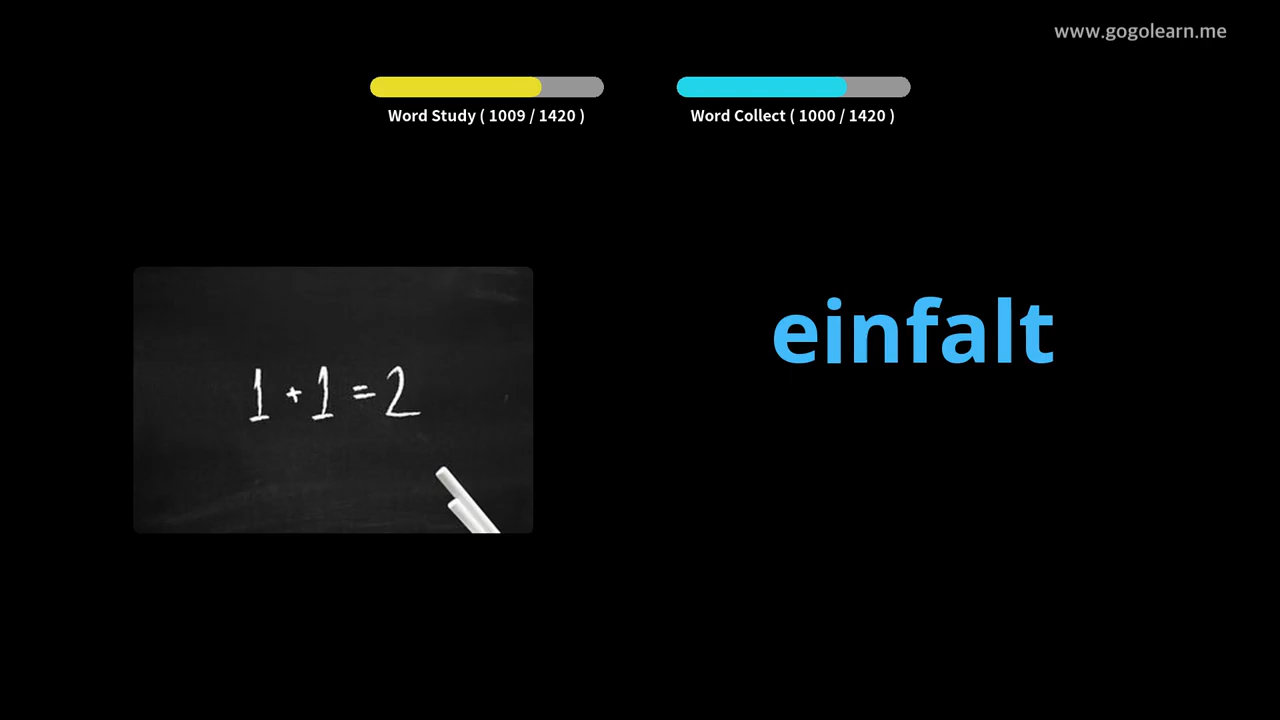 www.gogolearn.me
Word Study ( 1009 / 1420 )
Word Collect ( 1000 / 1420 )
einfalt
1 + 1 = 2